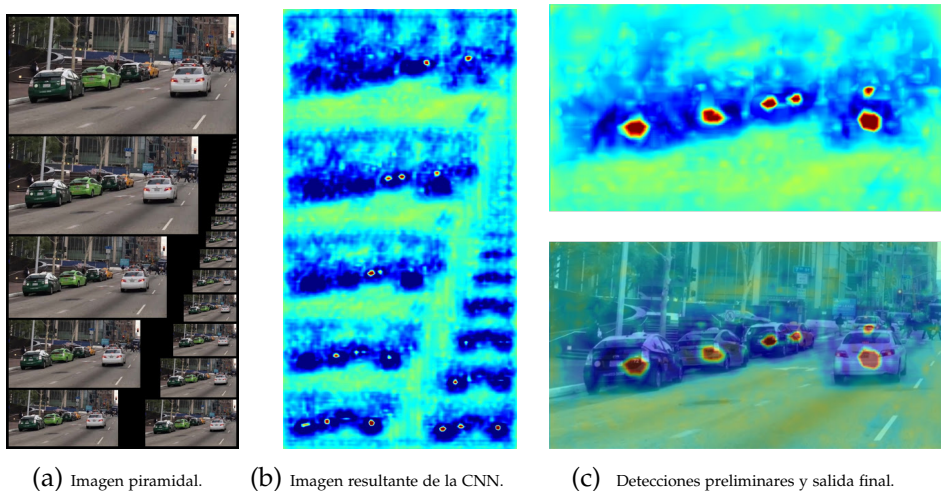 (a) Imagen piramidal.
(b) Imagen resultante de la CNN.
(c) Detecciones preliminares y salida final.